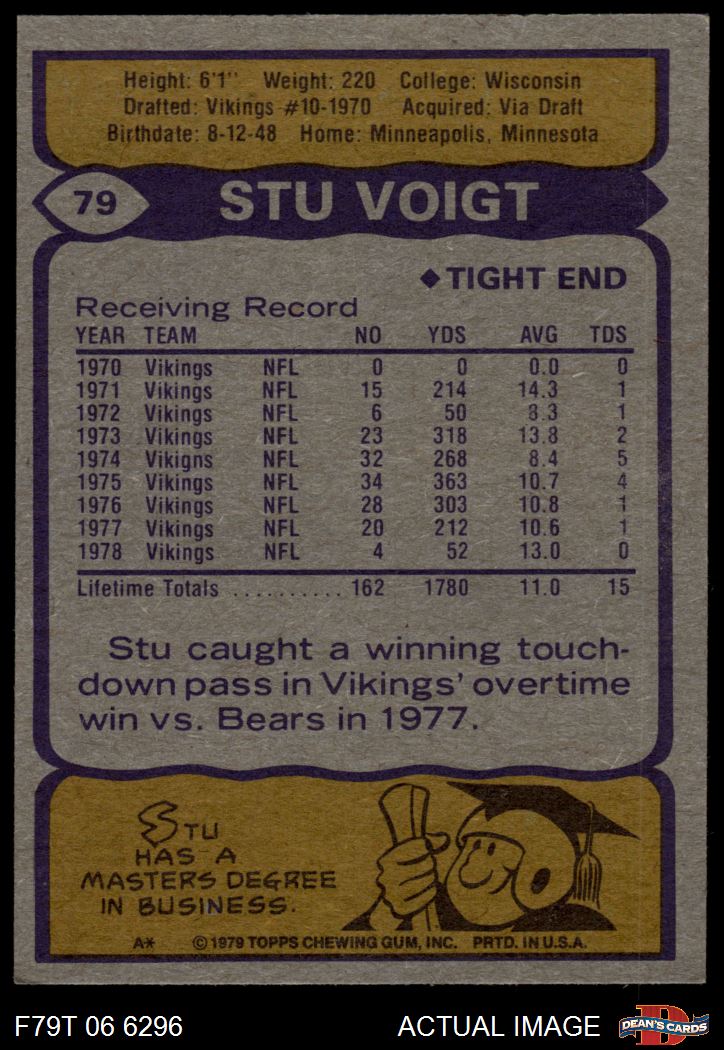 Height: 6'1" Weight: 220 College: Wisconsin
Drafted: Vikings #10-1970 Acquired: Via Draft
Birthdate: 8-12-48 Home: Minneapolis, Minnesota
79 STU VOIGT
◆TIGHT END
Receiving Record
YEAR TEAM NO YDS AVG TDS
1970 Vikings NFL 0 0 0.0 0
1971 Vikings NFL 15 214 14.3 1
1972 Vikings NFL 6 50 8.3 1
1973 Vikings NFL 23 318 13.8 2
1974 Vikigns NFL 32 268 8.4 5
1975 Vikings NFL 34 363 10.7 4
1976 Vikings NFL 28 303 10.8 1
1977 Vikings NFL 20 212 10.6 1
1978 Vikings NFL 4 52 13.0 0
Lifetime Totals .......... 162 1780 11.0 15
Stu caught a winning touch-
down pass in Vikings' overtime
win vs. Bears in 1977.
STU
HAS A
MASTERS DEGREE
IN BUSINESS.
A* © 1979 TOPPS CHEWING GUM, INC. PRTD. IN U.S.A.
F79T 06 6296 ACTUAL IMAGE D DEAN'S CARDS